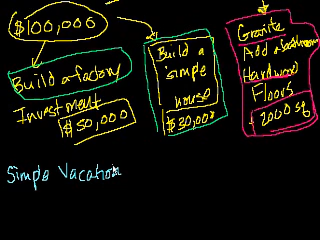 $100,000
Build a factory
Investment
$50,000
Build a
simple
house
$30,000
Granite
Add a bathroom
Hardwood
Floors
2000 sq
Simple Vacation